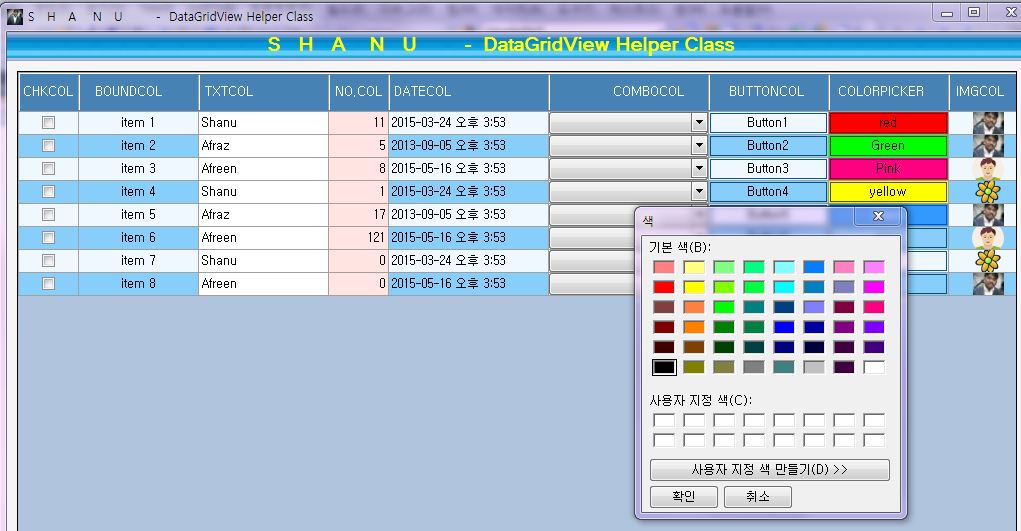 S H A N U - DataGridView Helper Class
S H A N U - DataGridView Helper Class
CHKCOL BOUNDCOL TXTCOL NO,COL DATECOL COMBOCOL BUTTONCOL COLORPICKER IMGCOL
item 1 Shanu 11 2015-03-24 오후 3:53 Button1 red
item 2 Afraz 5 2013-09-05 오후 3:53 Button2 Green
item 3 Afreen 8 2015-05-16 오후 3:53 Button3 Pink
item 4 Shanu 1 2015-03-24 오후 3:53 Button4 yellow
item 5 Afraz 17 2013-09-05 오후 3:53
item 6 Afreen 121 2015-05-16 오후 3:53
item 7 Shanu 0 2015-03-24 오후 3:53
item 8 Afreen 0 2015-05-16 오후 3:53
색
기본 색(B):
사용자 지정 색(C):
사용자 지정 색 만들기(D) >>
확인 취소